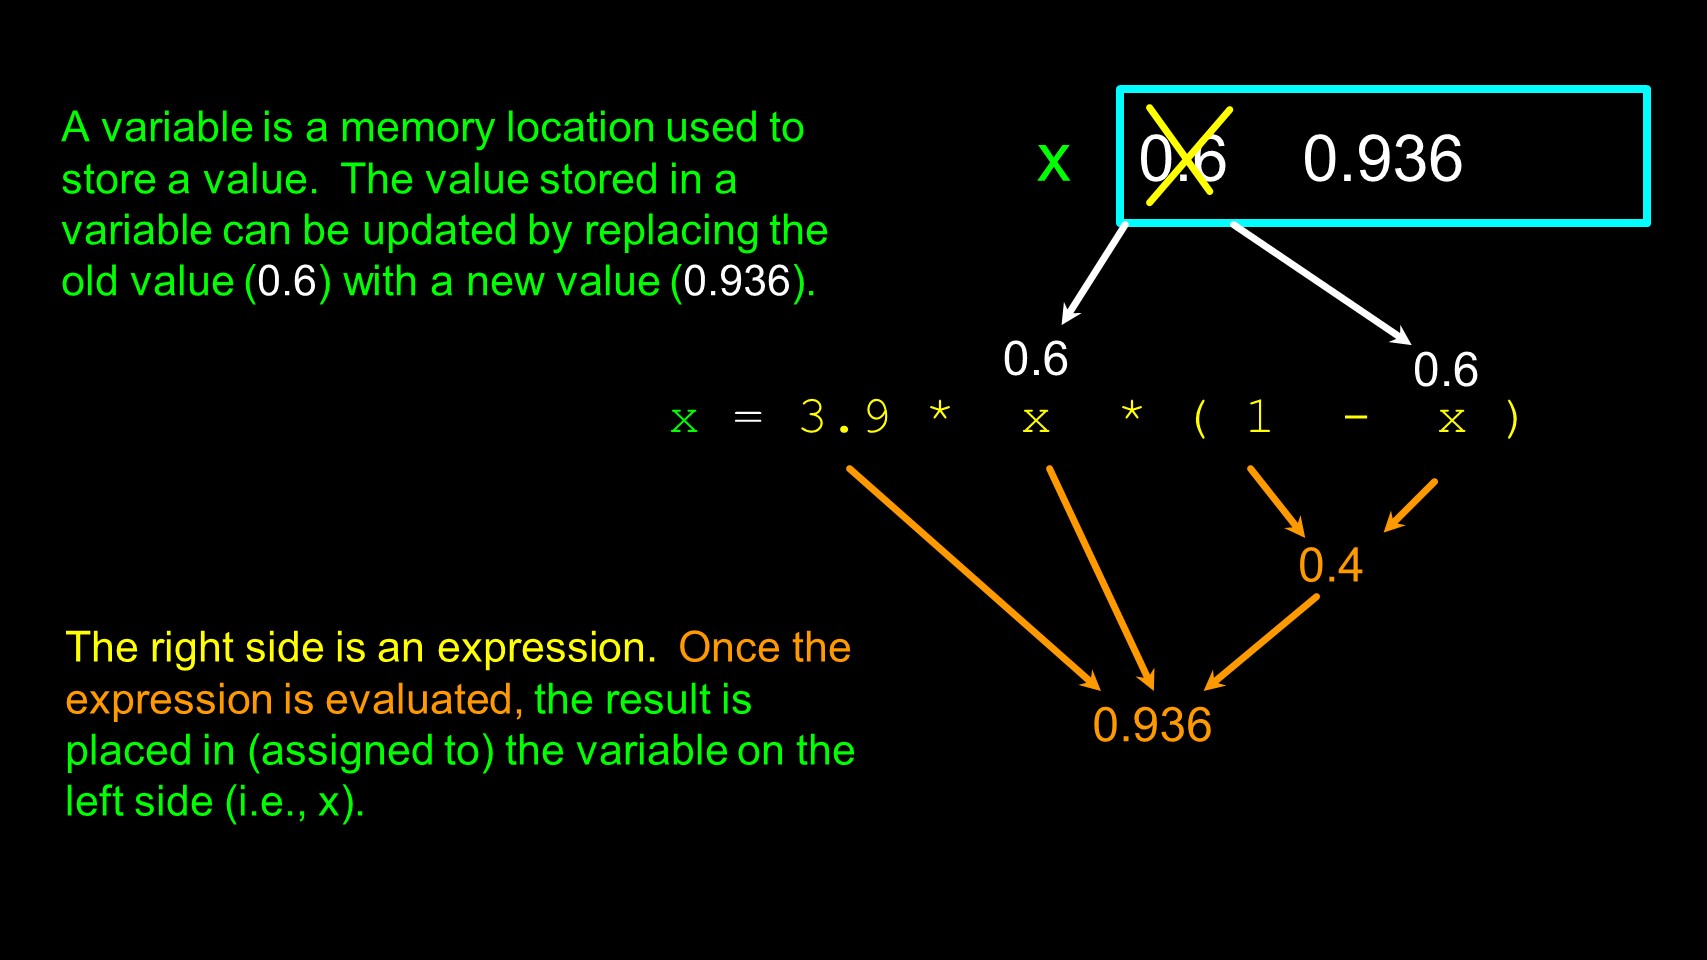 A variable is a memory location used to
store a value.  The value stored in a
variable can be updated by replacing the
old value (0.6) with a new value (0.936).
x 0.6 0.936
0.6 0.6
x = 3.9 * x * ( 1 - x )
0.4
The right side is an expression.  Once the
expression is evaluated, the result is
placed in (assigned to) the variable on the
left side (i.e., x).
0.936